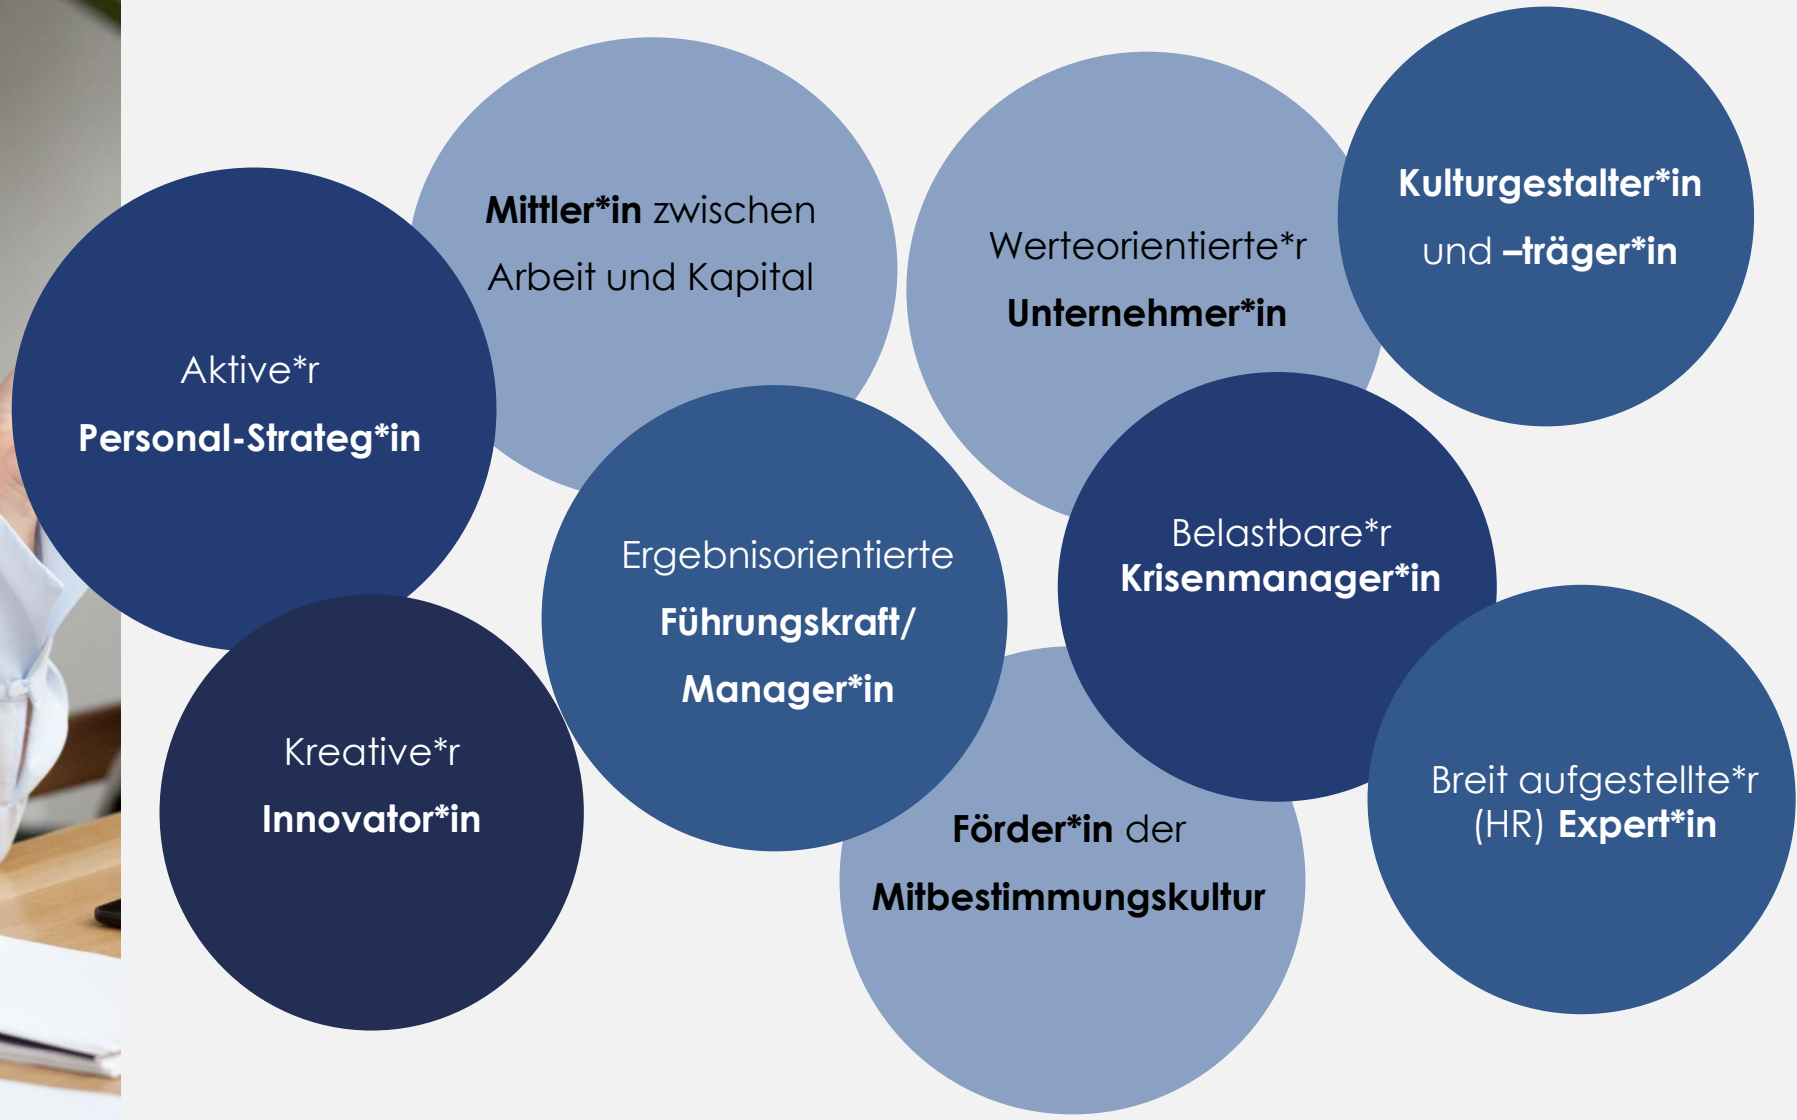 Mittler*in zwischen
Arbeit und Kapital
Werteorientierte*r
Unternehmer*in
Kulturgestalter*in
und –träger*in
Aktive*r
Personal-Strateg*in
Ergebnisorientierte
Führungskraft/
Manager*in
Belastbare*r
Krisenmanager*in
Kreative*r
Innovator*in
Förder*in der
Mitbestimmungskultur
Breit aufgestellte*r
(HR) Expert*in